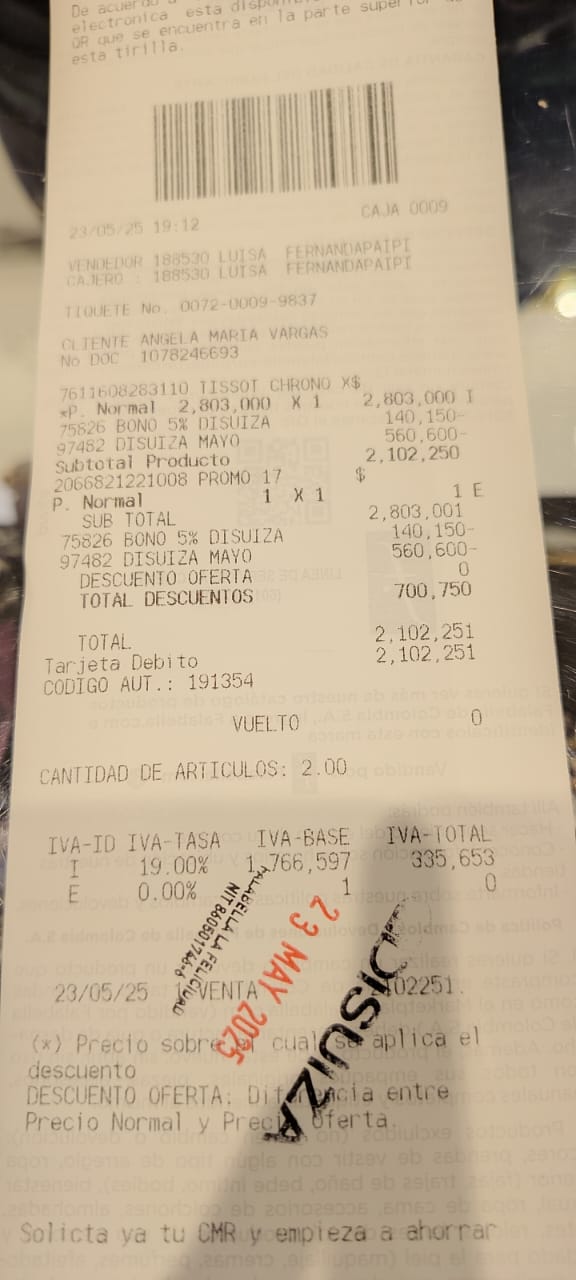 De acuerdo
electronica esta
QR que se encuentra en la parte superior
esta tirilla.
23/05/25 19:12 CAJA 0009
VENDEDOR 188530 LUISA FERNANDAPAIPI
CAJERO : 188530 LUISA FERNANDAPAIPI
TIQUETE No. 0072-0009-9837
CLIENTE ANGELA MARIA VARGAS
No DOC 1078246693
7611608283110 TISSOT CHRONO X$
*P. Normal 2,803,000 X 1 2,803,000 I
75826 BONO 5% DISUIZA 140,150-
97482 DISUIZA MAYO 560,600-
Subtotal Producto 2,102,250
2066821221008 PROMO 17 $
P. Normal 1 X 1 1 E
SUB TOTAL 2,803,001
75826 BONO 5% DISUIZA 140,150-
97482 DISUIZA MAYO 560,600-
DESCUENTO OFERTA 0
TOTAL DESCUENTOS 700,750
TOTAL 2,102,251
Tarjeta Debito 2,102,251
CODIGO AUT.: 191354
VUELTO 0
CANTIDAD DE ARTICULOS: 2.00
IVA-ID IVA-TASA IVA-BASE IVA-TOTAL
I 19.00% 1,766,597 335,653
E 0.00% 1 0
FALABELLA LA FELICIDAD
23 MAY 2025
DISUIZA
23/05/25 VENTA 102251.
(*) Precio sobre el cual se aplica el
descuento
DESCUENTO OFERTA: Diferencia entre
Precio Normal y Precio Oferta.
Solicta ya tu CMR y empieza a ahorrar